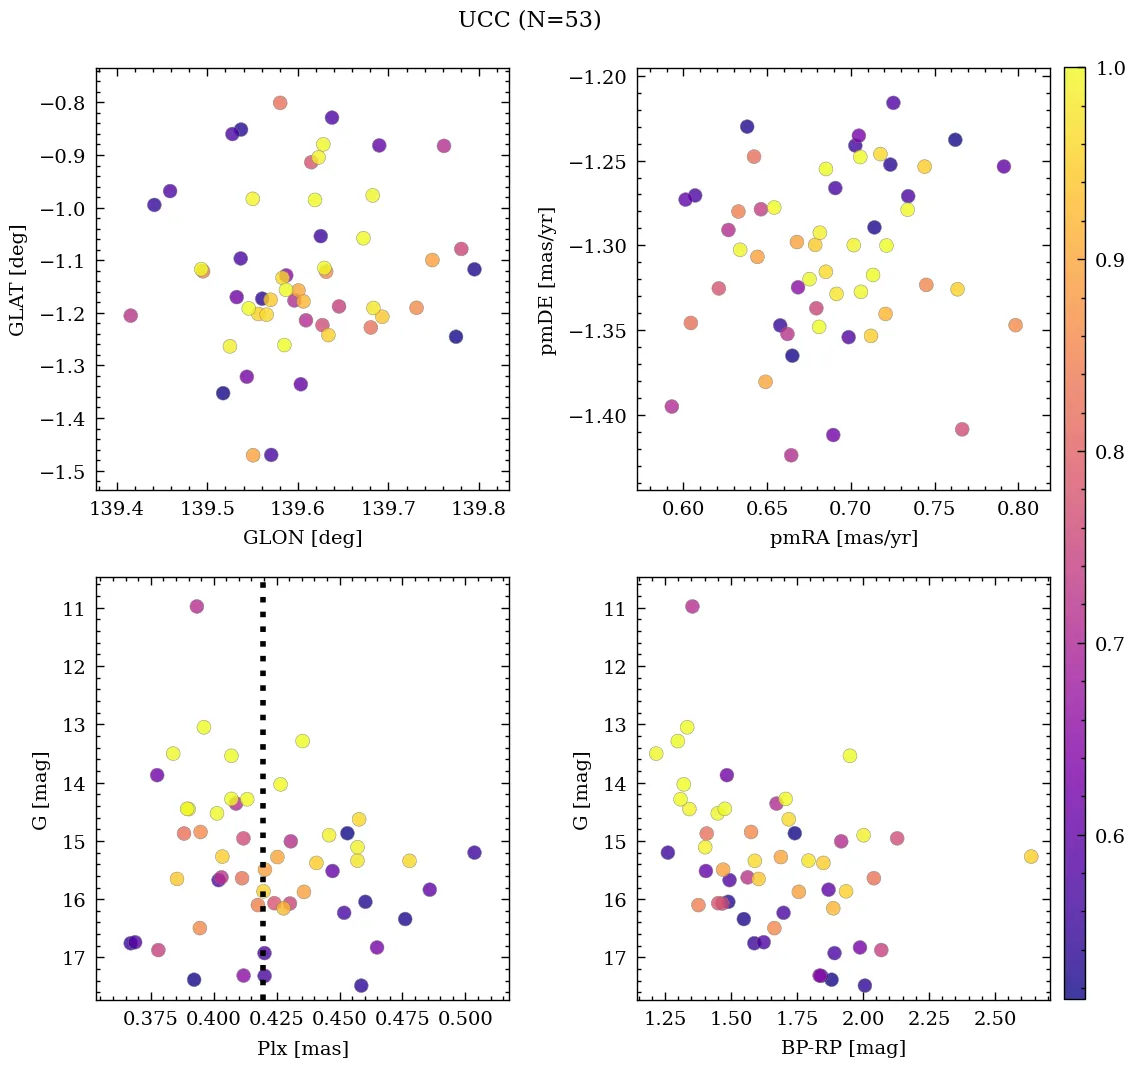 UCC (N=53)
−0.8
−0.9
−1.0
−1.1
−1.2
−1.3
−1.4
−1.5
GLAT [deg]
139.4 139.5 139.6 139.7 139.8
GLON [deg]
−1.20
−1.25
−1.30
−1.35
−1.40
pmDE [mas/yr]
0.60 0.65 0.70 0.75 0.80
pmRA [mas/yr]
1.0
0.9
0.8
0.7
0.6
11
12
13
14
15
16
17
G [mag]
0.375 0.400 0.425 0.450 0.475 0.500
Plx [mas]
11
12
13
14
15
16
17
G [mag]
1.25 1.50 1.75 2.00 2.25 2.50
BP-RP [mag]